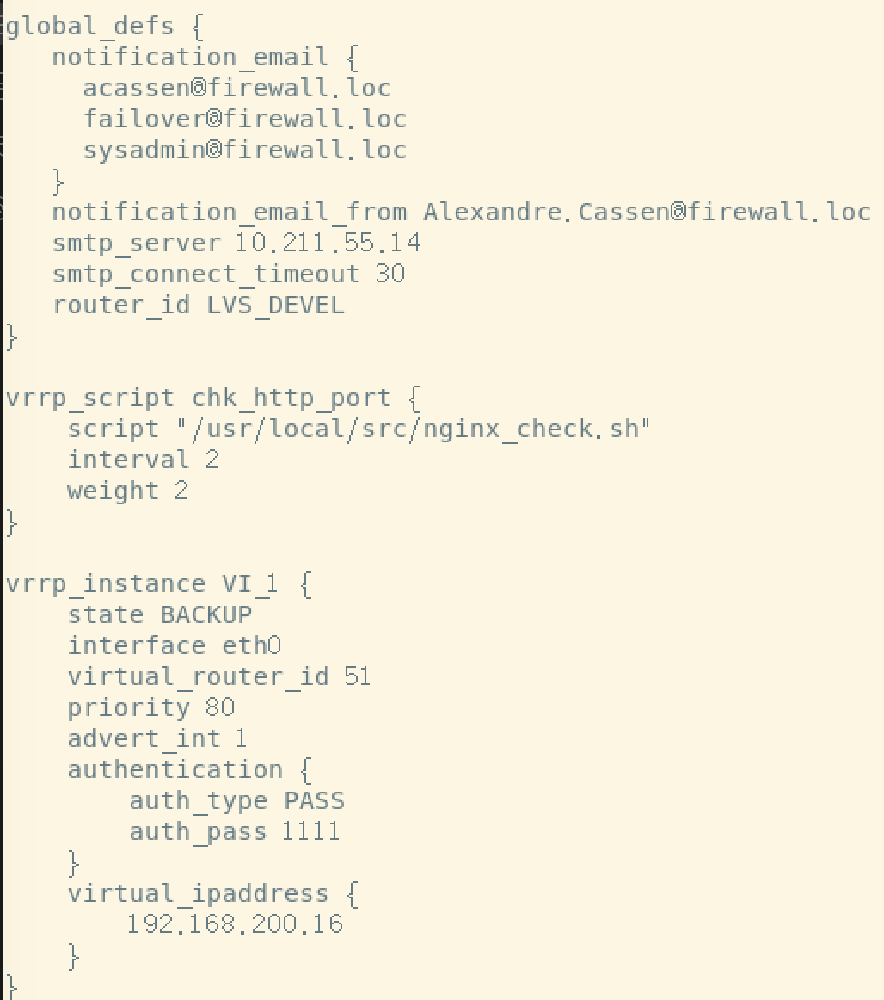 global_defs {
   notification_email {
     acassen@firewall.loc
     failover@firewall.loc
     sysadmin@firewall.loc
   }
   notification_email_from Alexandre.Cassen@firewall.loc
   smtp_server 10.211.55.14
   smtp_connect_timeout 30
   router_id LVS_DEVEL
}

vrrp_script chk_http_port {
    script "/usr/local/src/nginx_check.sh"
    interval 2
    weight 2
}

vrrp_instance VI_1 {
    state BACKUP
    interface eth0
    virtual_router_id 51
    priority 80
    advert_int 1
    authentication {
        auth_type PASS
        auth_pass 1111
    }
    virtual_ipaddress {
        192.168.200.16
    }
}